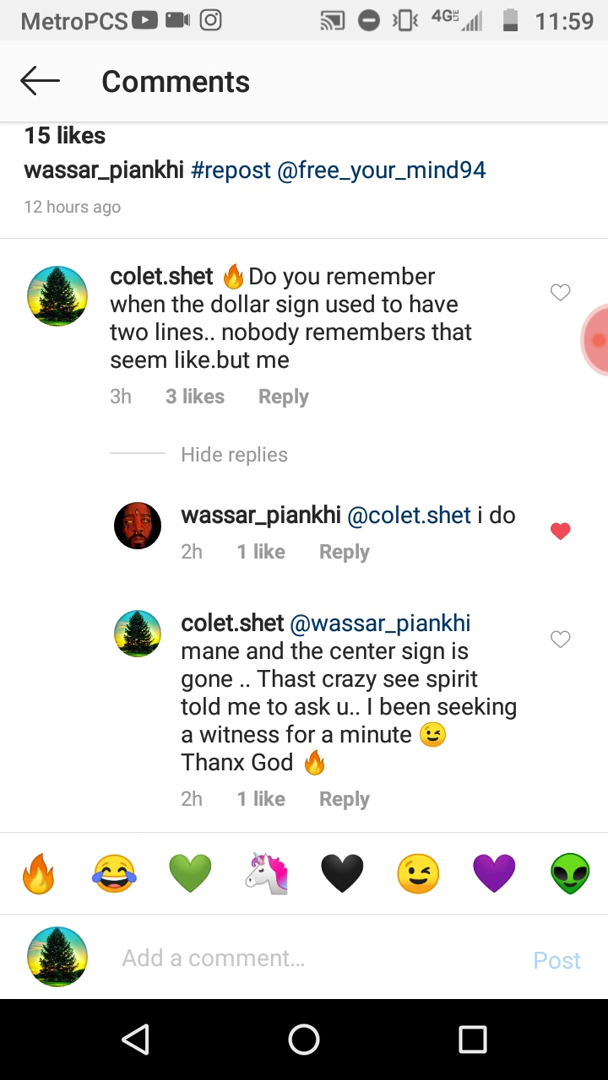 MetroPCS 4G LTE 11:59
Comments
15 likes
wassar_piankhi #repost @free_your_mind94
12 hours ago
colet.shet 🔥Do you remember
when the dollar sign used to have
two lines.. nobody remembers that
seem like.but me
3h 3 likes Reply
Hide replies
wassar_piankhi @colet.shet i do
2h 1 like Reply
colet.shet @wassar_piankhi
mane and the center sign is
gone .. Thast crazy see spirit
told me to ask u.. I been seeking
a witness for a minute 😉
Thanx God 🔥
2h 1 like Reply
🔥 😂 💚 🦄 🖤 😉 💜 👽
Add a comment...
Post